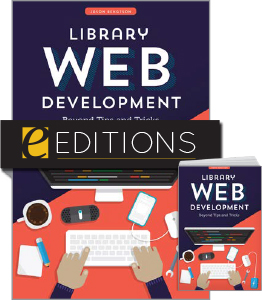 JASON BENGTSON
LIBRARY
WEB
DEVELOPMENT
Beyond Tips and Tricks
e EDITIONS
LIBRARY
WEB
DEVELOPMENT
Beyond Tips and Tricks